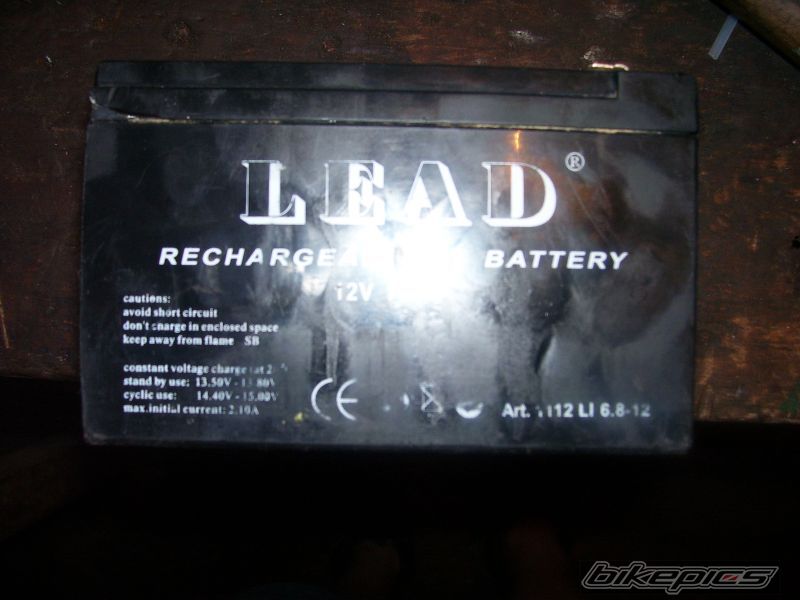 LEAD ®
BATTERY
12V
cautions:
avoid short circuit
don't charge in enclosed space
keep away from flame SB
constant voltage charge
stand by use: 13.50V - 13.80V
cyclic use: 14.40V - 15.00V
max.initial current: 2.10A
CE
Art. 1112 LI 6.8-12
bikepics